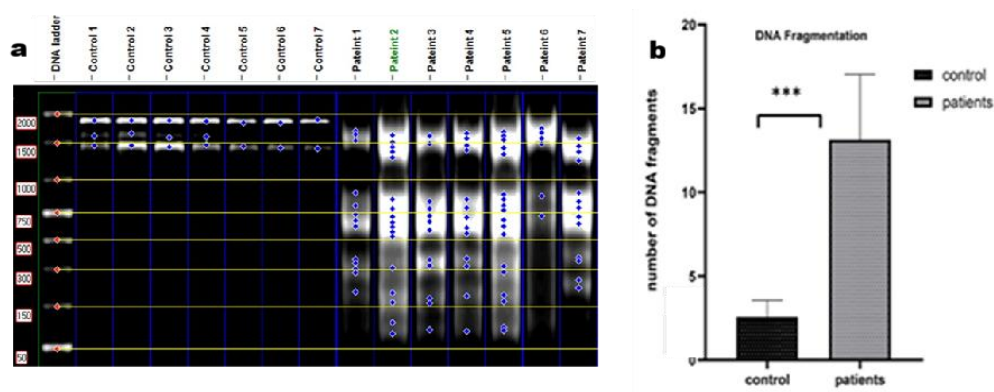 a
DNA ladder
Control 1
Control 2
Control 3
Control 4
Control 5
Control 6
Control 7
Pateint 1
Pateint 2
Pateint 3
Pateint 4
Pateint 5
Pateint 6
Pateint 7
2000
1500
1000
750
500
300
150
50
b
DNA Fragmentation
number of DNA fragments
20
15
10
5
0
***
control
patients
control
patients